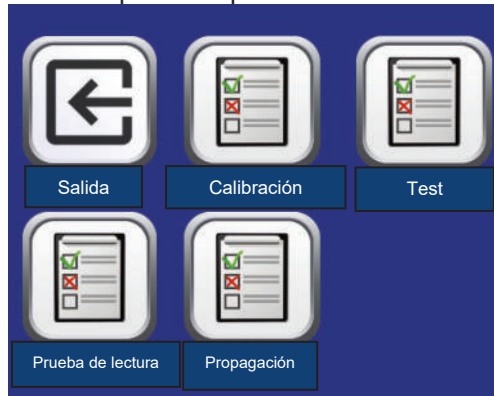 Salida
Calibración
Test
Prueba de lectura
Propagación